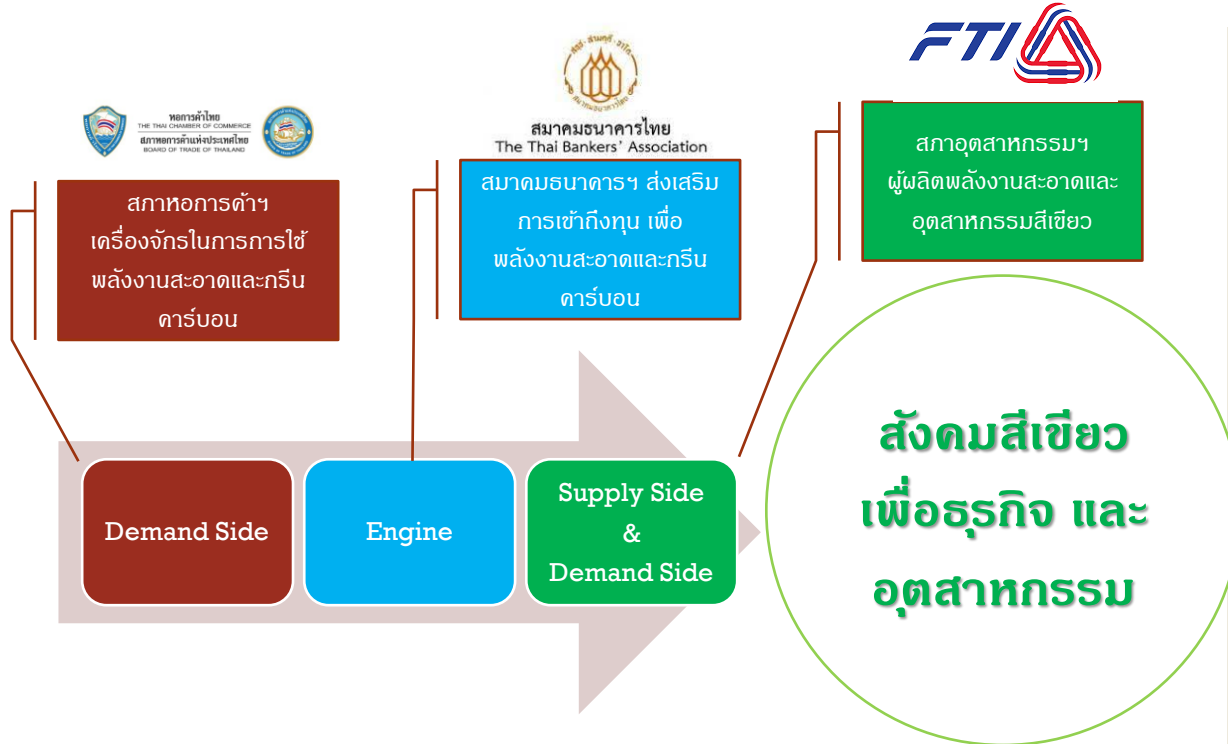 FTI
หอการค้าไทย
THE THAI CHAMBER OF COMMERCE
สภาหอการค้าแห่งประเทศไทย
BOARD OF TRADE OF THAILAND
สมาคมธนาคารไทย
The Thai Bankers' Association
สภาหอการค้าฯ
เครื่องจักรในการการใช้
พลังงานสะอาดและกรีน
คาร์บอน
สมาคมธนาคารฯ ส่งเสริม
การเข้าถึงทุน เพื่อ
พลังงานสะอาดและกรีน
คาร์บอน
สภาอุตสาหกรรมฯ
ผู้ผลิตพลังงานสะอาดและ
อุตสาหกรรมสีเขียว
Demand Side
Engine
Supply Side
&
Demand Side
สังคมสีเขียว
เพื่อธุรกิจ และ
อุตสาหกรรม